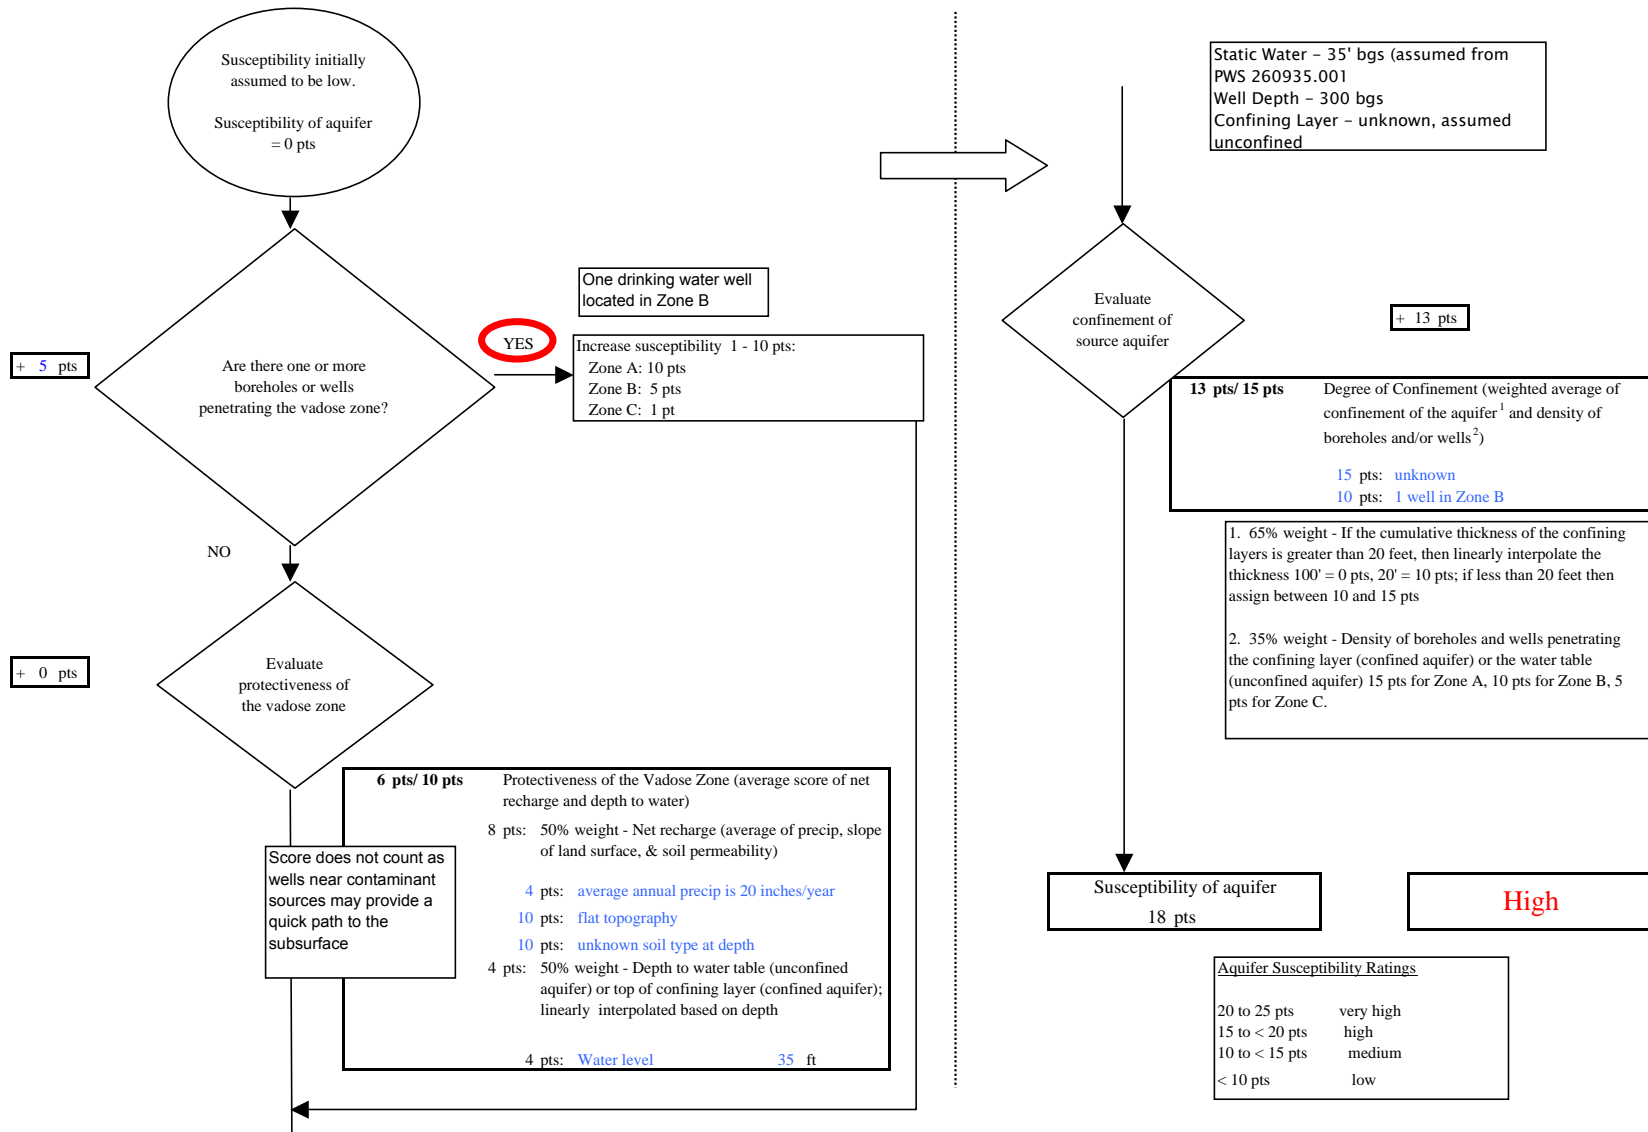 Susceptibility initially
assumed to be low.
Susceptibility of aquifer
= 0 pts
+ 5 pts
Are there one or more
boreholes or wells
penetrating the vadose zone?
YES
One drinking water well
located in Zone B
Increase susceptibility 1 - 10 pts:
Zone A: 10 pts
Zone B: 5 pts
Zone C: 1 pt
NO
+ 0 pts
Evaluate
protectiveness of
the vadose zone
6 pts/ 10 pts Protectiveness of the Vadose Zone (average score of net
recharge and depth to water)
8 pts: 50% weight - Net recharge (average of precip, slope
of land surface, & soil permeability)
4 pts: average annual precip is 20 inches/year
10 pts: flat topography
10 pts: unknown soil type at depth
4 pts: 50% weight - Depth to water table (unconfined
aquifer) or top of confining layer (confined aquifer);
linearly interpolated based on depth
4 pts: Water level 35 ft
Score does not count as
wells near contaminant
sources may provide a
quick path to the
subsurface
Static Water - 35' bgs (assumed from
PWS 260935.001
Well Depth - 300 bgs
Confining Layer - unknown, assumed
unconfined
Evaluate
confinement of
source aquifer
+ 13 pts
13 pts/ 15 pts Degree of Confinement (weighted average of
confinement of the aquifer1 and density of
boreholes and/or wells2)
15 pts: unknown
10 pts: 1 well in Zone B
1. 65% weight - If the cumulative thickness of the confining
layers is greater than 20 feet, then linearly interpolate the
thickness 100' = 0 pts, 20' = 10 pts; if less than 20 feet then
assign between 10 and 15 pts
2. 35% weight - Density of boreholes and wells penetrating
the confining layer (confined aquifer) or the water table
(unconfined aquifer) 15 pts for Zone A, 10 pts for Zone B, 5
pts for Zone C.
Susceptibility of aquifer
18 pts
High
Aquifer Susceptibility Ratings
20 to 25 pts very high
15 to < 20 pts high
10 to < 15 pts medium
< 10 pts low